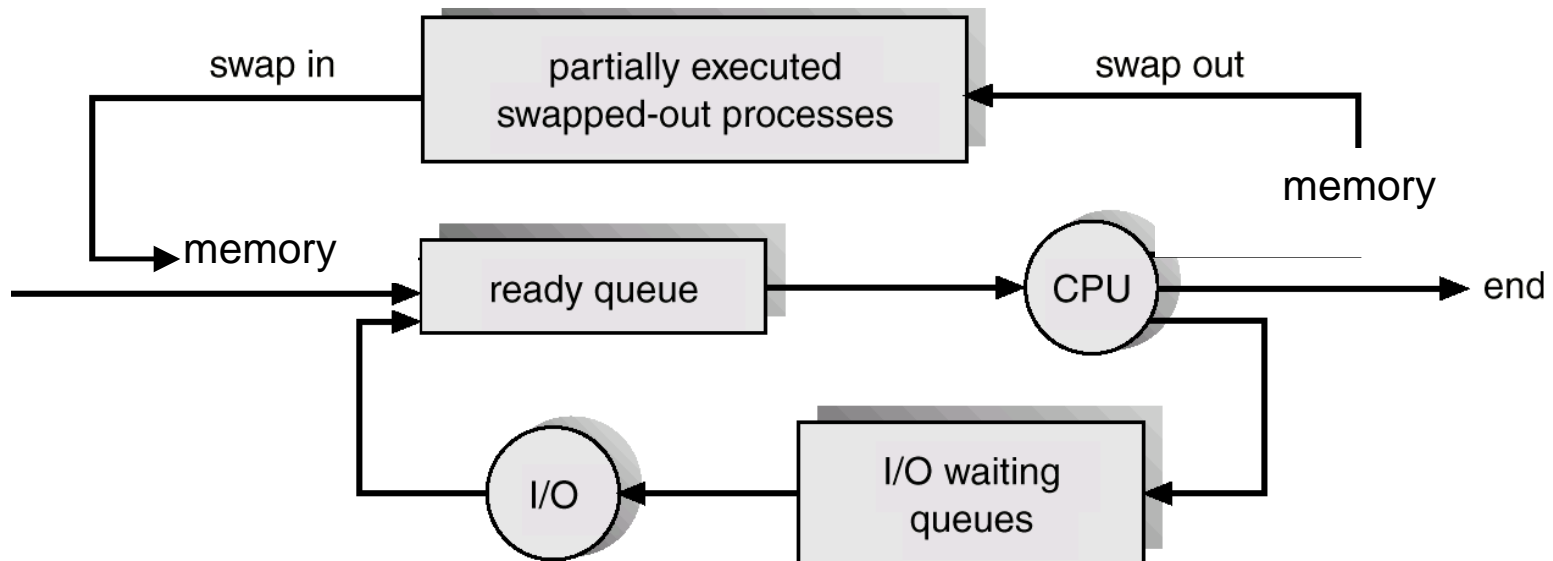 swap in
partially executed
swapped-out processes
swap out
memory
memory
ready queue
CPU
end
I/O
I/O waiting
queues